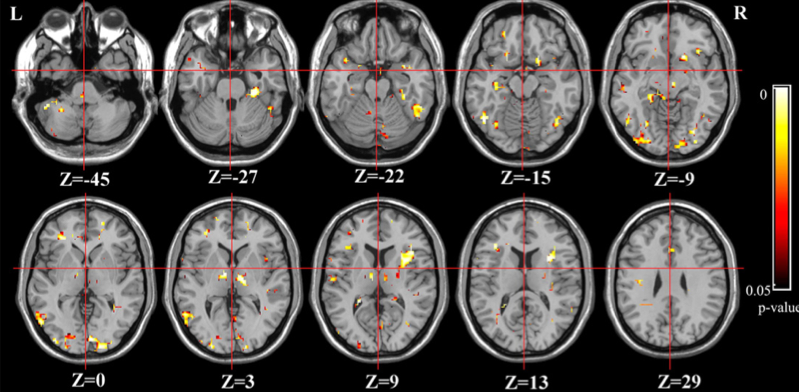 L
R
Z=-45
Z=-27
Z=-22
Z=-15
Z=-9
0
0.05
p-value
Z=0
Z=3
Z=9
Z=13
Z=29